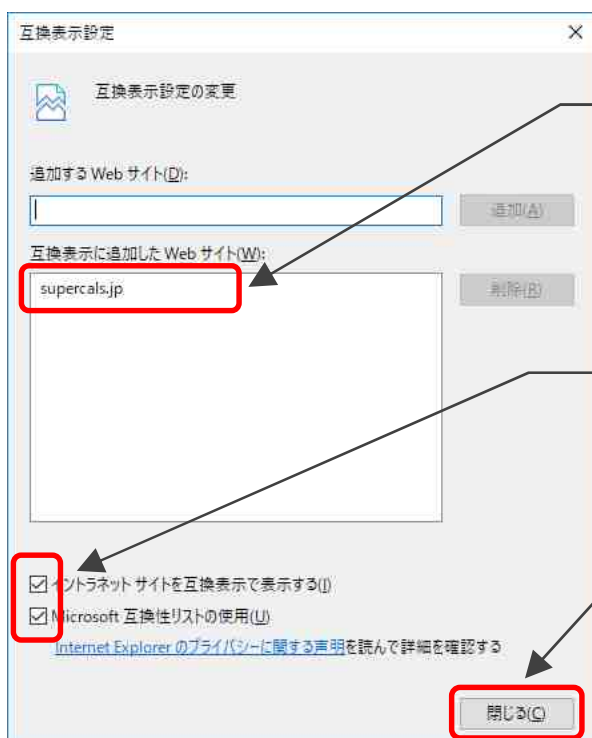 互換表示設定
互換表示設定の変更
追加する Web サイト(D):
追加(A)
互換表示に追加した Web サイト(W):
supercals.jp
削除(R)
イントラネット サイトを互換表示で表示する(I)
Microsoft 互換性リストの使用(U)
Internet Explorer のプライバシーに関する声明を読んで詳細を確認する
閉じる(C)